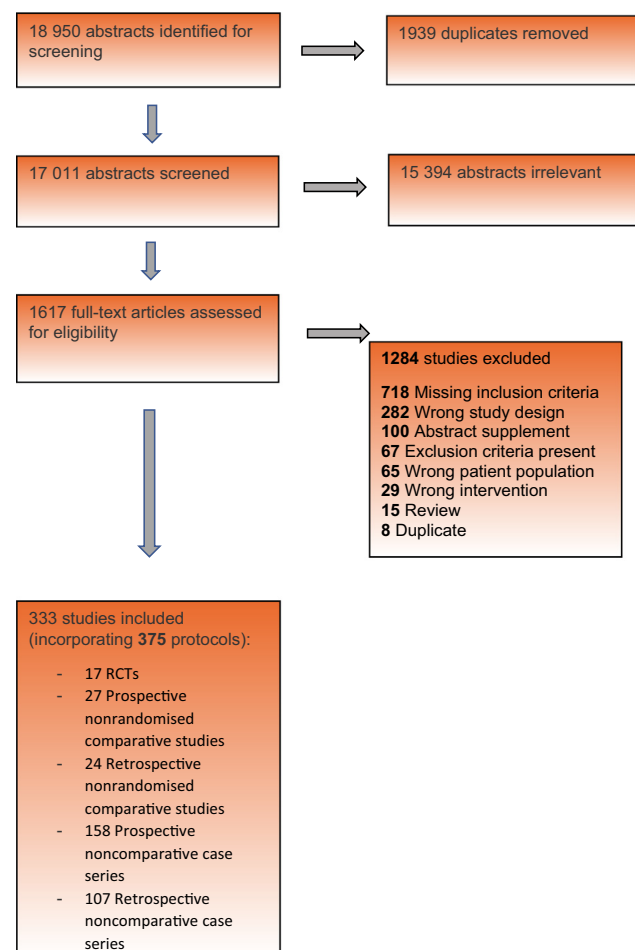 18 950 abstracts identified for
screening
1939 duplicates removed
17 011 abstracts screened
15 394 abstracts irrelevant
1617 full-text articles assessed
for eligibility
1284 studies excluded
718 Missing inclusion criteria
282 Wrong study design
100 Abstract supplement
67 Exclusion criteria present
65 Wrong patient population
29 Wrong intervention
15 Review
8 Duplicate
333 studies included
(incorporating 375 protocols):
- 17 RCTs
- 27 Prospective
nonrandomised
comparative studies
- 24 Retrospective
nonrandomised
comparative studies
- 158 Prospective
noncomparative case
series
- 107 Retrospective
noncomparative case
series